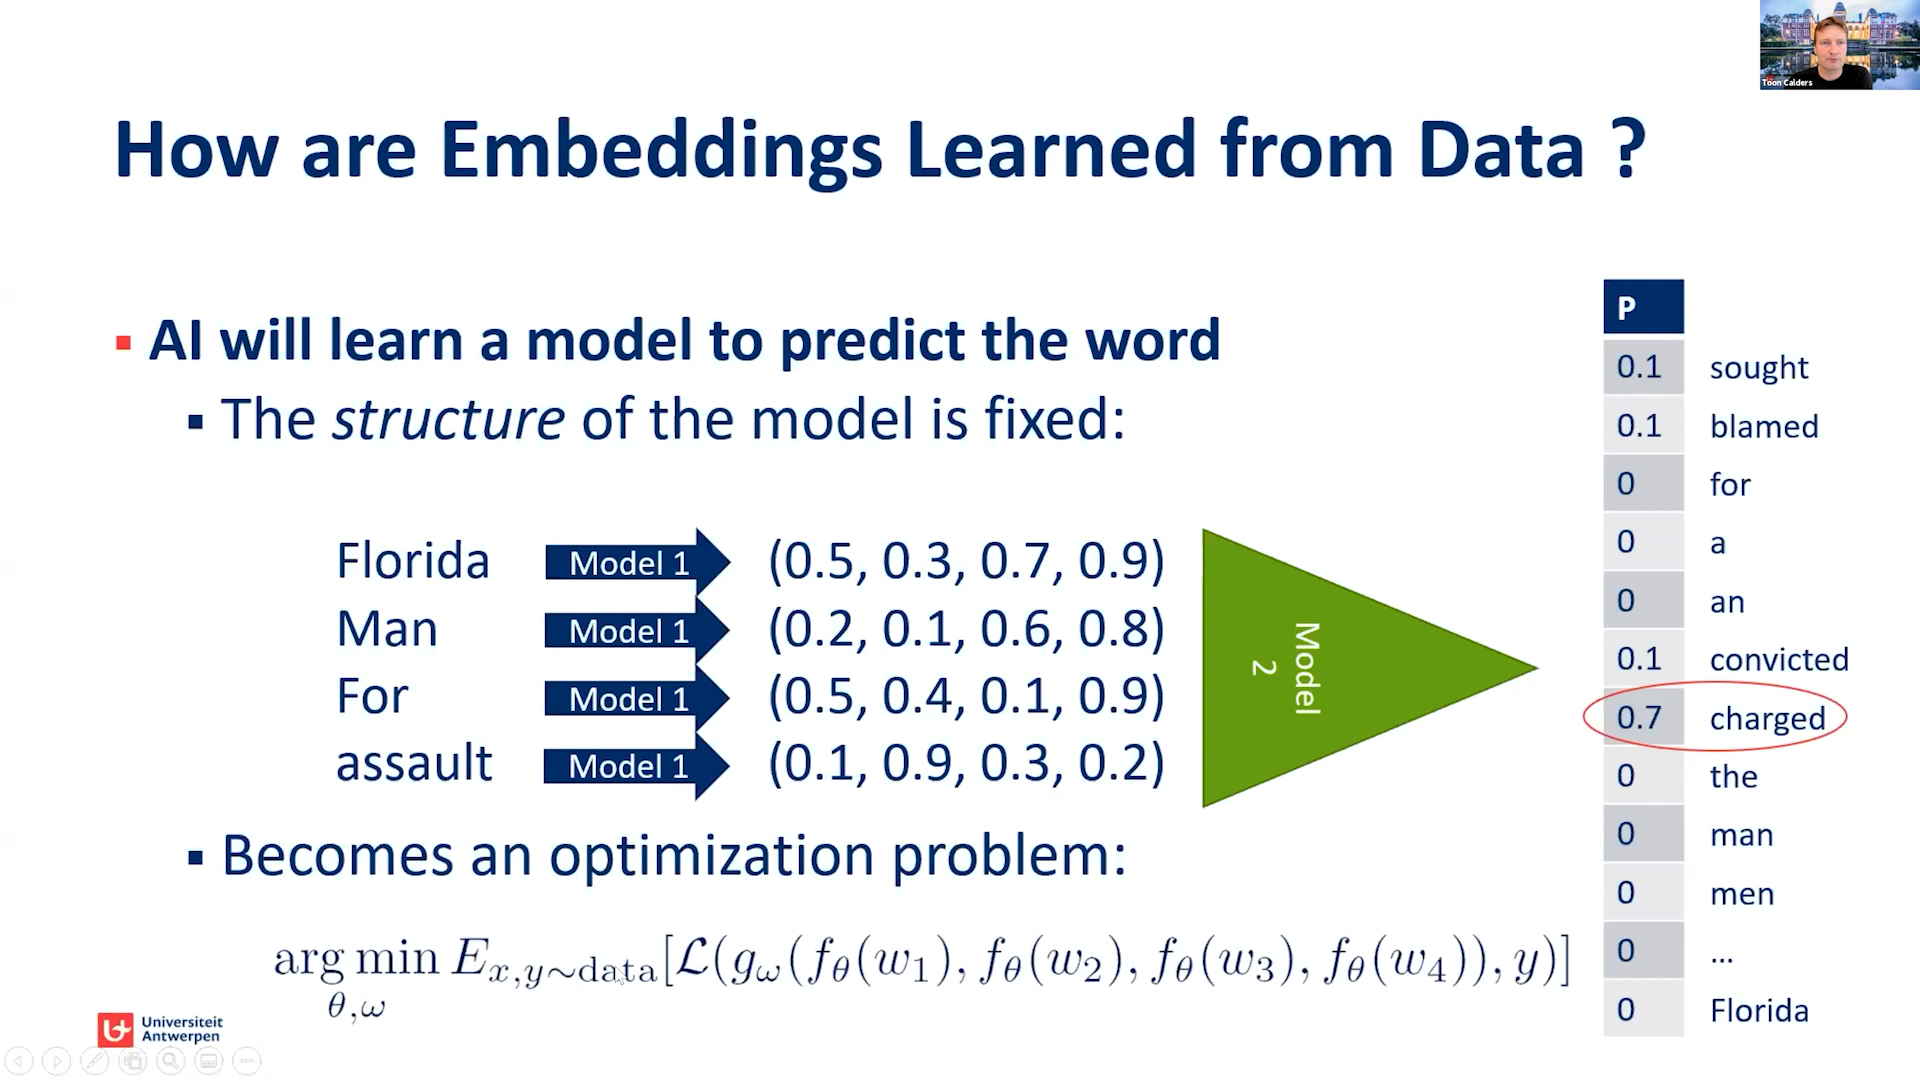 Toon Calders
How are Embeddings Learned from Data ?
AI will learn a model to predict the word
The structure of the model is fixed:
Florida Model 1 (0.5, 0.3, 0.7, 0.9)
Man Model 1 (0.2, 0.1, 0.6, 0.8)
For Model 1 (0.5, 0.4, 0.1, 0.9)
assault Model 1 (0.1, 0.9, 0.3, 0.2)
Model
2
Becomes an optimization problem:
arg min E_{x,y∼data}[ℒ(g_ω(f_θ(w_1), f_θ(w_2), f_θ(w_3), f_θ(w_4)), y)]
θ,ω
P
0.1 sought
0.1 blamed
0 for
0 a
0 an
0.1 convicted
0.7 charged
0 the
0 man
0 men
0 ...
0 Florida
Universiteit
Antwerpen